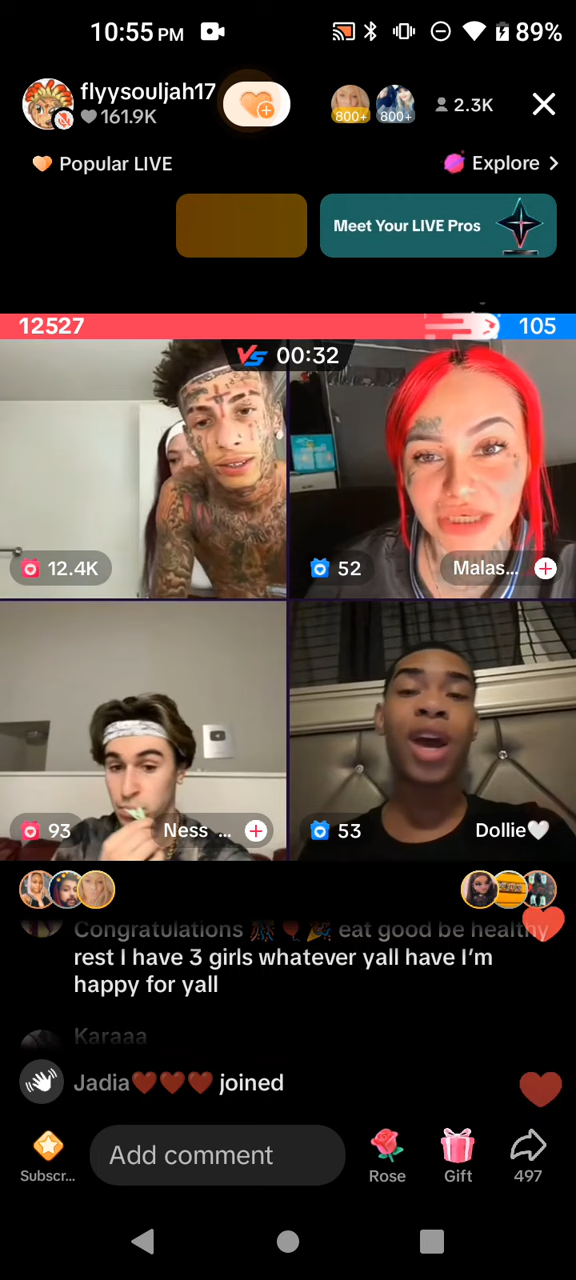 10:55 PM
89%
flyysouljah17
161.9K
800+
800+
2.3K
Popular LIVE
Explore >
Meet Your LIVE Pros
12527
105
VS 00:32
12.4K
52
Malas...
93
Ness ...
53
Dollie🤍
Congratulations 🎊🎈🎉 eat good be healthy
rest I have 3 girls whatever yall have I'm
happy for yall
Karaaa
Jadia❤️❤️❤️ joined
Subscr...
Add comment
Rose
Gift
497